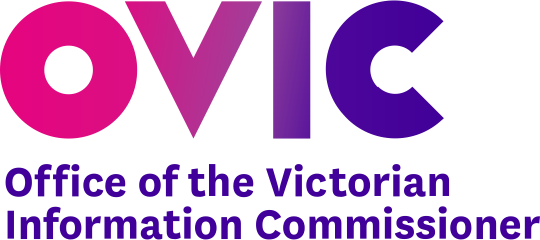 OVIC
Office of the Victorian
Information Commissioner